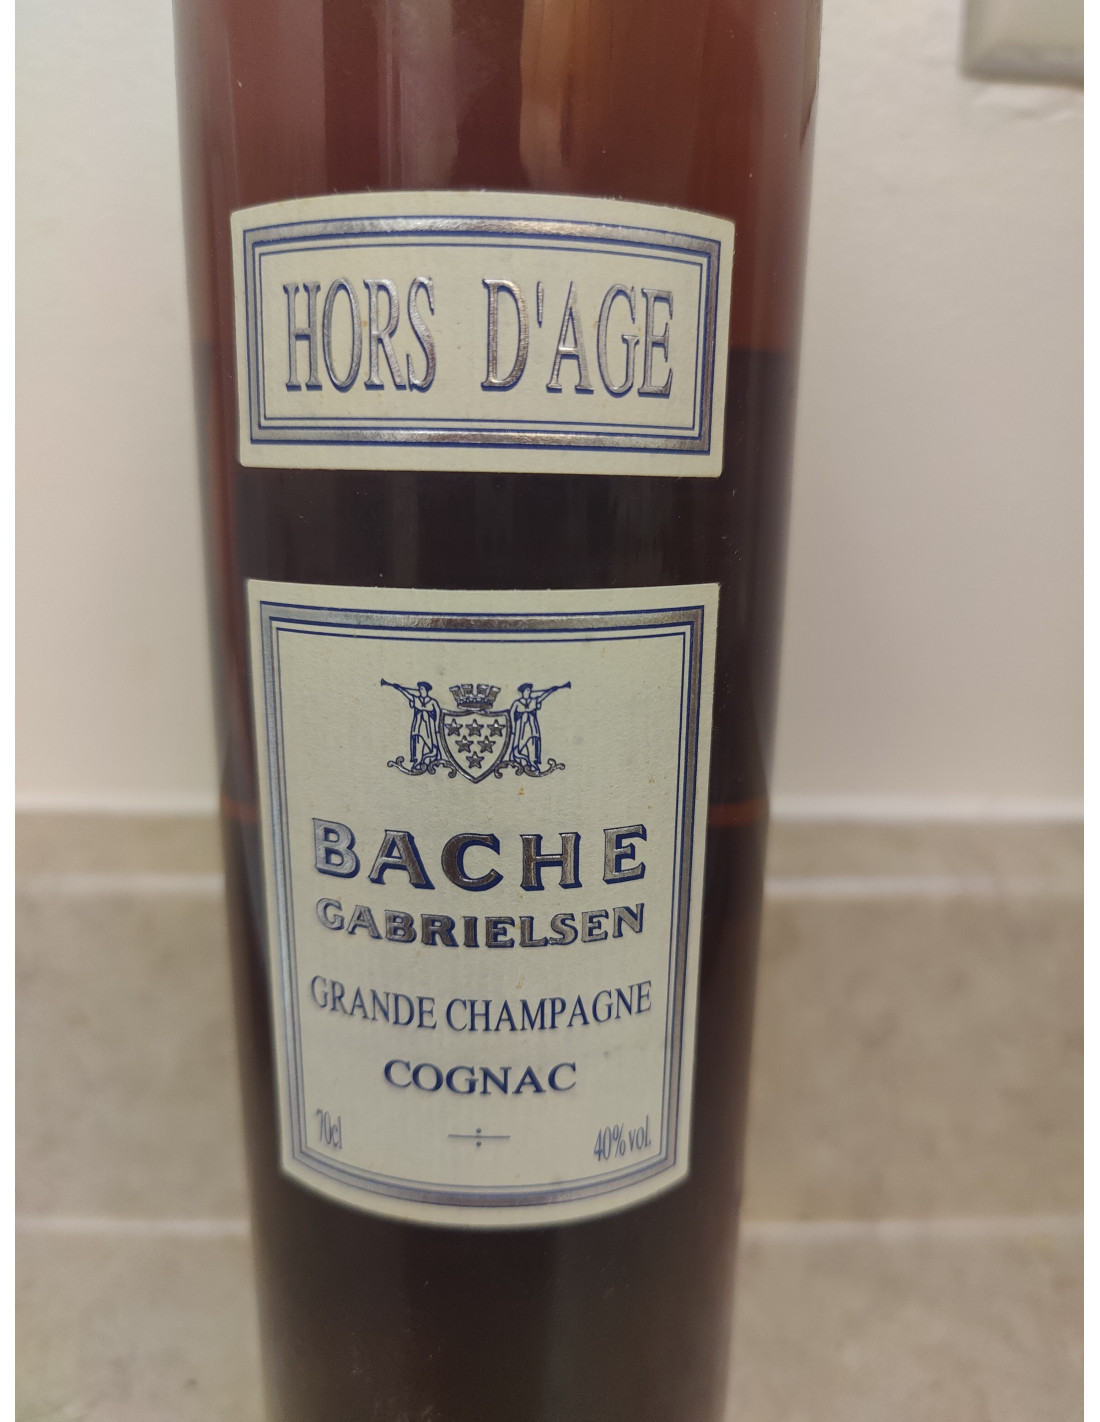 HORS D'AGE
BACHE
GABRIELSEN
GRANDE CHAMPAGNE
COGNAC
70cl
40% vol.